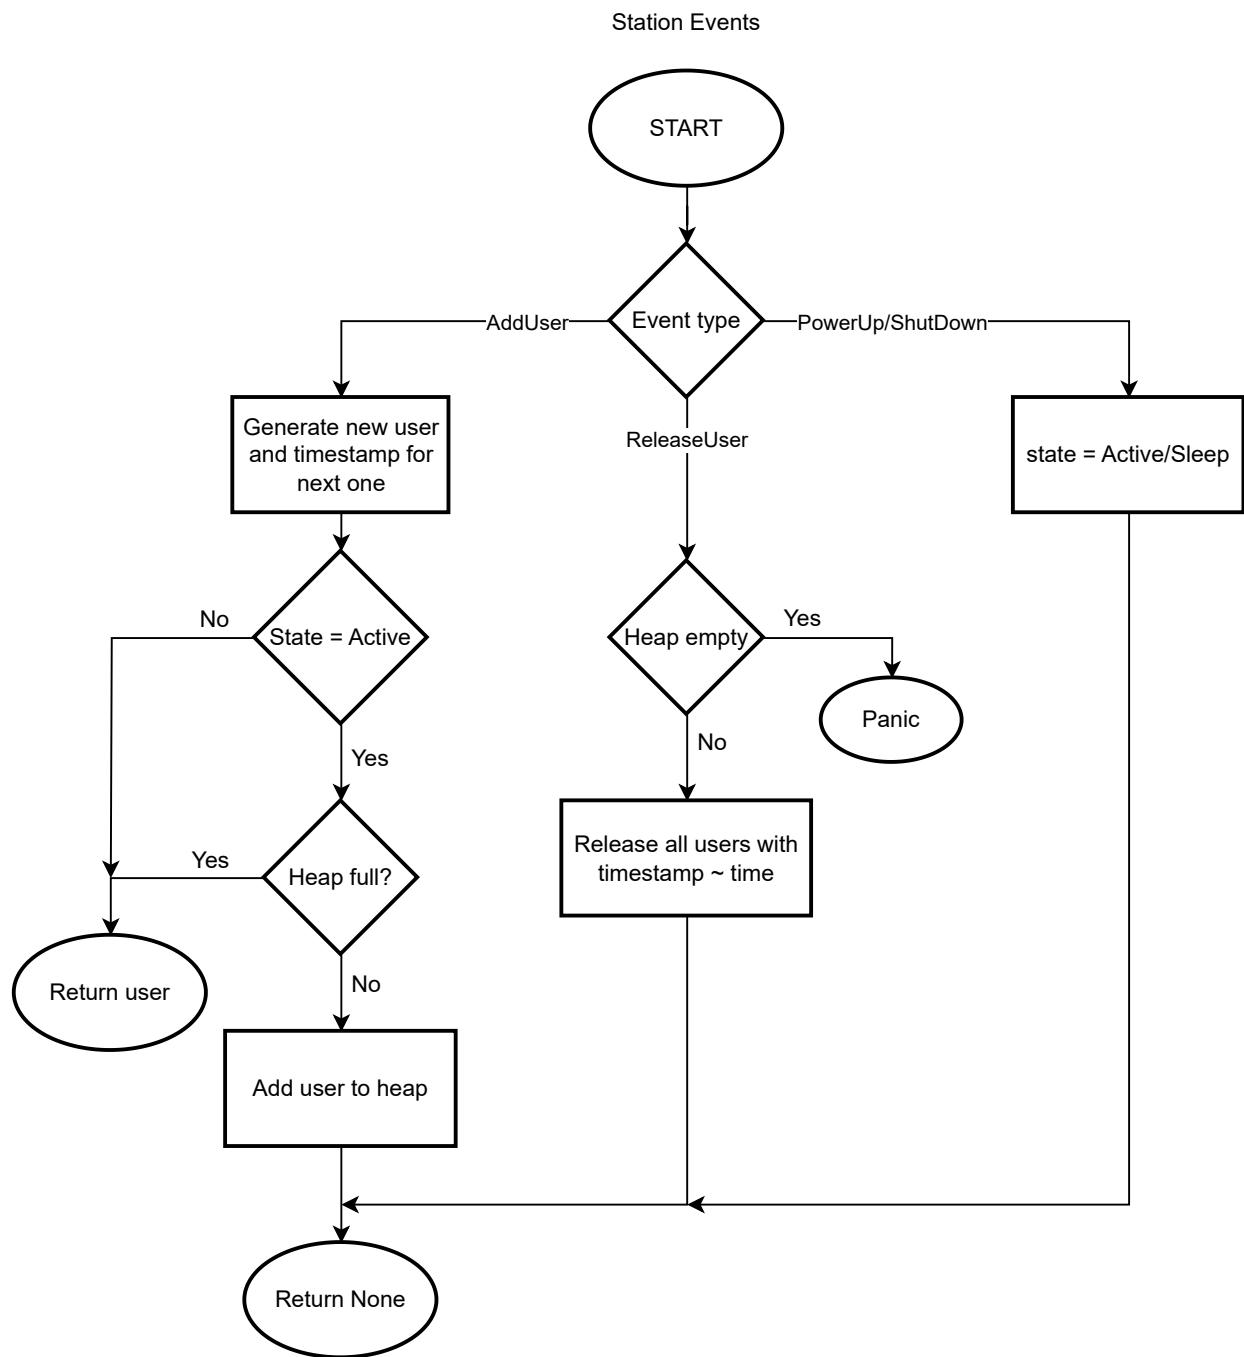 Station Events
START
AddUser
Event type
PowerUp/ShutDown
Generate new user
and timestamp for
next one
ReleaseUser
state = Active/Sleep
No
State = Active
Heap empty
Yes
Panic
Yes
No
Yes
Heap full?
Release all users with
timestamp ~ time
No
Return user
Add user to heap
Return None